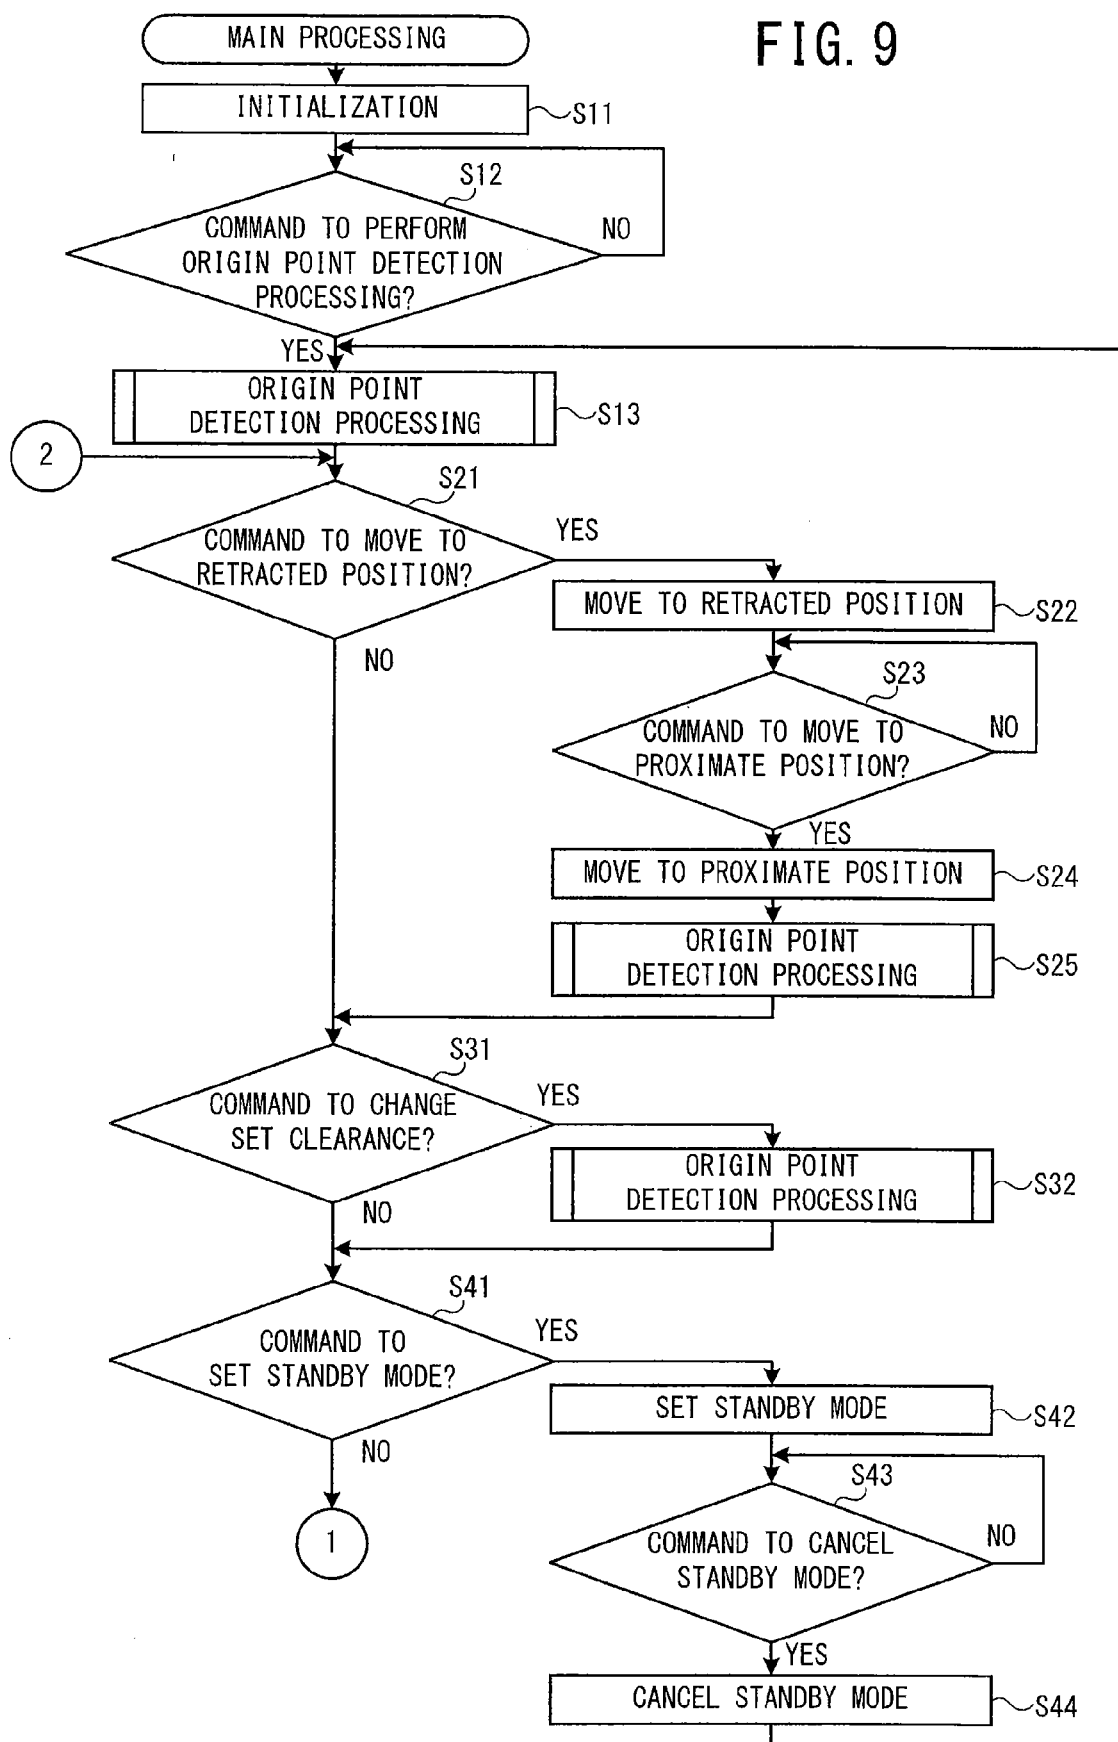 FIG. 9
MAIN PROCESSING
INITIALIZATION
S11
S12
COMMAND TO PERFORM
ORIGIN POINT DETECTION
PROCESSING?
NO
YES
ORIGIN POINT
DETECTION PROCESSING
S13
2
S21
COMMAND TO MOVE TO
RETRACTED POSITION?
YES
NO
MOVE TO RETRACTED POSITION
S22
S23
COMMAND TO MOVE TO
PROXIMATE POSITION?
NO
YES
MOVE TO PROXIMATE POSITION
S24
ORIGIN POINT
DETECTION PROCESSING
S25
S31
COMMAND TO CHANGE
SET CLEARANCE?
YES
NO
ORIGIN POINT
DETECTION PROCESSING
S32
S41
COMMAND TO
SET STANDBY MODE?
YES
NO
1
SET STANDBY MODE
S42
S43
COMMAND TO CANCEL
STANDBY MODE?
NO
YES
CANCEL STANDBY MODE
S44